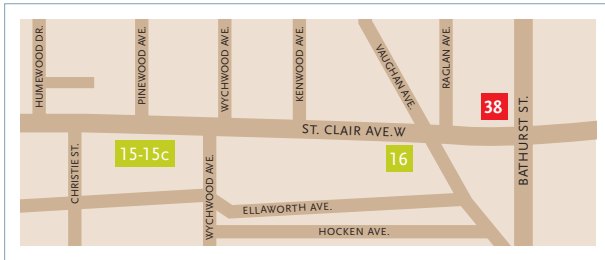 HUMEWOOD DR.
PINEWOOD AVE.
WYCHWOOD AVE.
KENWOOD AVE.
VAUGHAN AVE.
RAGLAN AVE.
38
BATHURST ST.
ST. CLAIR AVE.W
15-15c
16
CHRISTIE ST.
WYCHWOOD AVE.
ELLAWORTH AVE.
HOCKEN AVE.